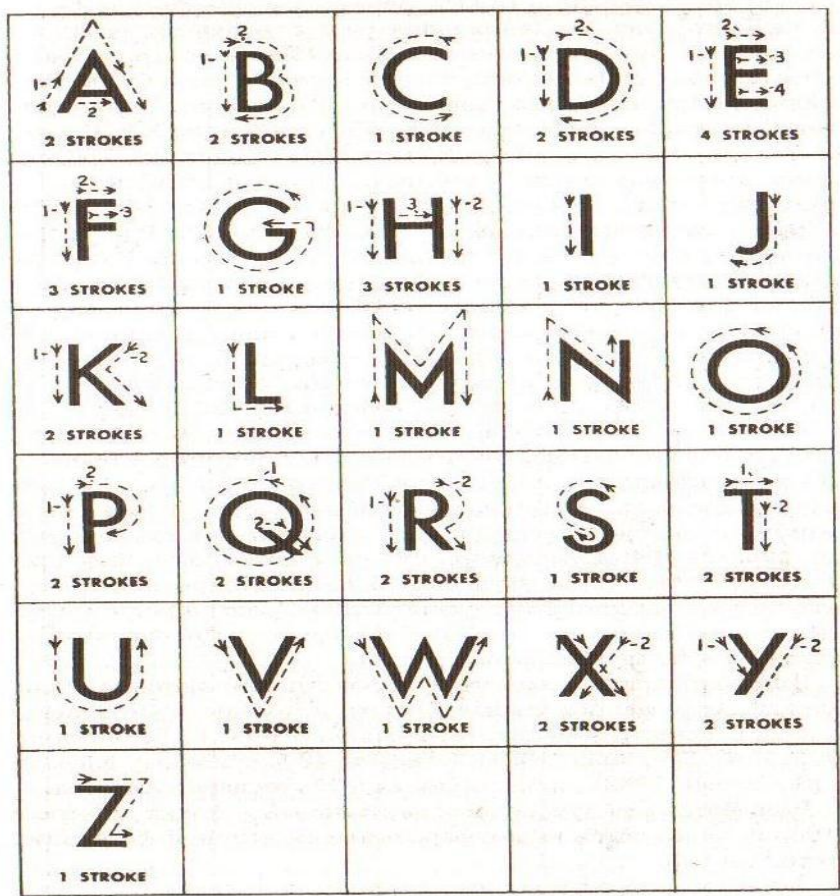 A B C D E
2 STROKES 2 STROKES 1 STROKE 2 STROKES 4 STROKES
F G H I J
3 STROKES 1 STROKE 3 STROKES 1 STROKE 1 STROKE
K L M N O
2 STROKES 1 STROKE 1 STROKE 1 STROKE 1 STROKE
P Q R S T
2 STROKES 2 STROKES 2 STROKES 1 STROKE 2 STROKES
U V W X Y
1 STROKE 1 STROKE 1 STROKE 2 STROKES 2 STROKES
Z
1 STROKE